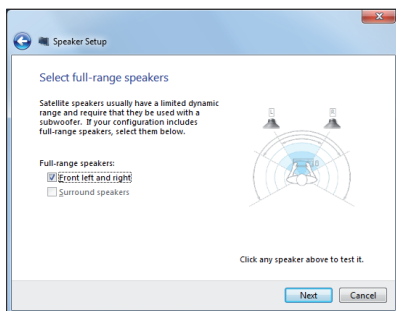 Speaker Setup
Select full-range speakers
Satellite speakers usually have a limited dynamic
range and require that they be used with a
subwoofer. If your configuration includes
full-range speakers, select them below.
L R
Full-range speakers:
Front left and right
Surround speakers
Click any speaker above to test it.
Next Cancel